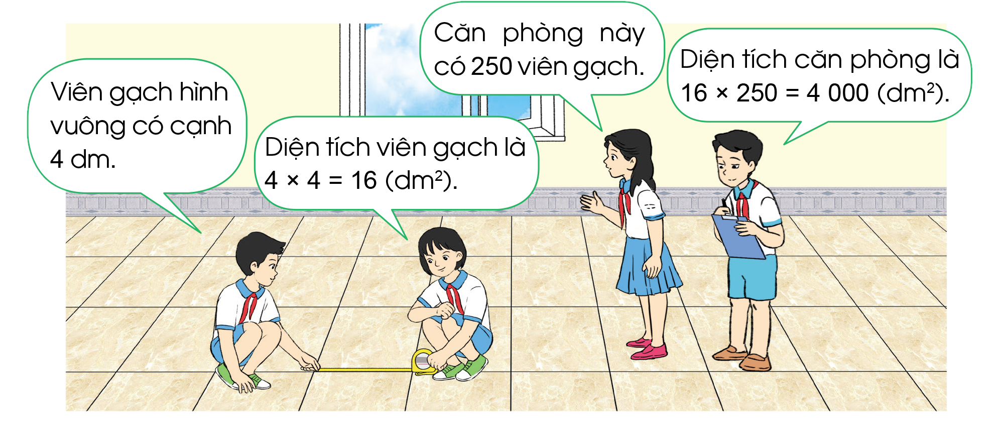 Viên gạch hình
vuông có cạnh
4 dm.
Diện tích viên gạch là
4 × 4 = 16 (dm²).
Căn phòng này
có 250 viên gạch.
Diện tích căn phòng là
16 × 250 = 4 000 (dm²).